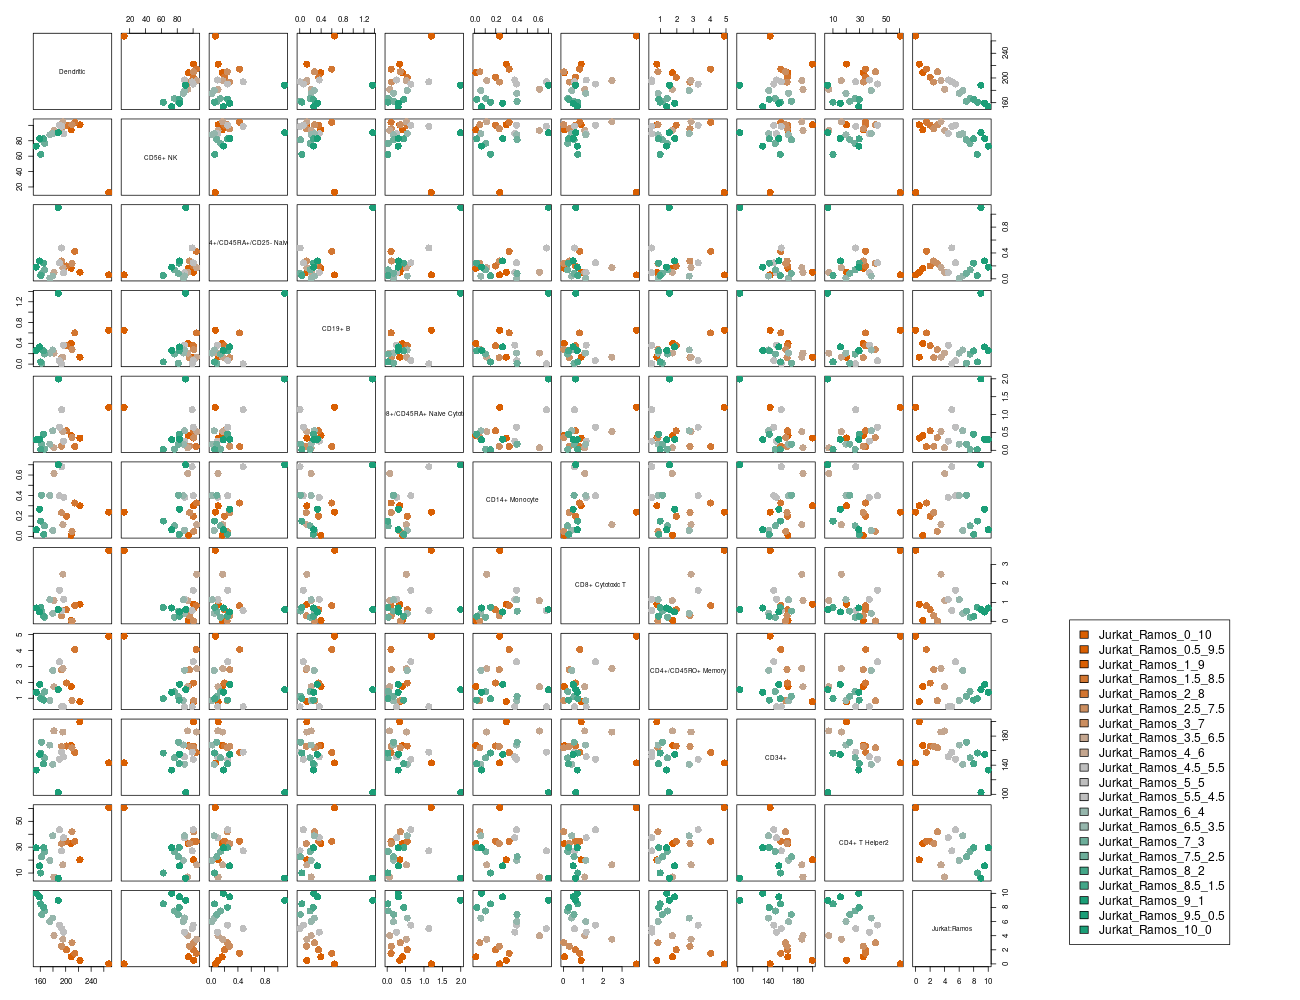 20 40 60 80
0.0 0.4 0.8 1.2
0.0 0.2 0.4 0.6
1 2 3 4 5
10 30 50
Dendritic
160 200 240
20 60 80
CD56+ NK
4+/CD45RA+/CD25- Naiv
0.0 0.4 0.8
0.0 0.4 0.8 1.2
CD19+ B
8+/CD45RA+ Naive Cytot
0.0 0.5 1.0 1.5 2.0
0.0 0.2 0.4 0.6
CD14+ Monocyte
CD8+ Cytotoxic T
0 1 2 3
1 2 3 4 5
CD4+/CD45RO+ Memory
CD34+
100 140 180
10 30 50
CD4+ T Helper2
Jurkat:Ramos
0 2 4 6 8 10
160 200 240
0.0 0.4 0.8
0.0 0.5 1.0 1.5 2.0
0 1 2 3
100 140 180
0 2 4 6 8 10
Jurkat_Ramos_0_10
Jurkat_Ramos_0.5_9.5
Jurkat_Ramos_1_9
Jurkat_Ramos_1.5_8.5
Jurkat_Ramos_2_8
Jurkat_Ramos_2.5_7.5
Jurkat_Ramos_3_7
Jurkat_Ramos_3.5_6.5
Jurkat_Ramos_4_6
Jurkat_Ramos_4.5_5.5
Jurkat_Ramos_5_5
Jurkat_Ramos_5.5_4.5
Jurkat_Ramos_6_4
Jurkat_Ramos_6.5_3.5
Jurkat_Ramos_7_3
Jurkat_Ramos_7.5_2.5
Jurkat_Ramos_8_2
Jurkat_Ramos_8.5_1.5
Jurkat_Ramos_9_1
Jurkat_Ramos_9.5_0.5
Jurkat_Ramos_10_0